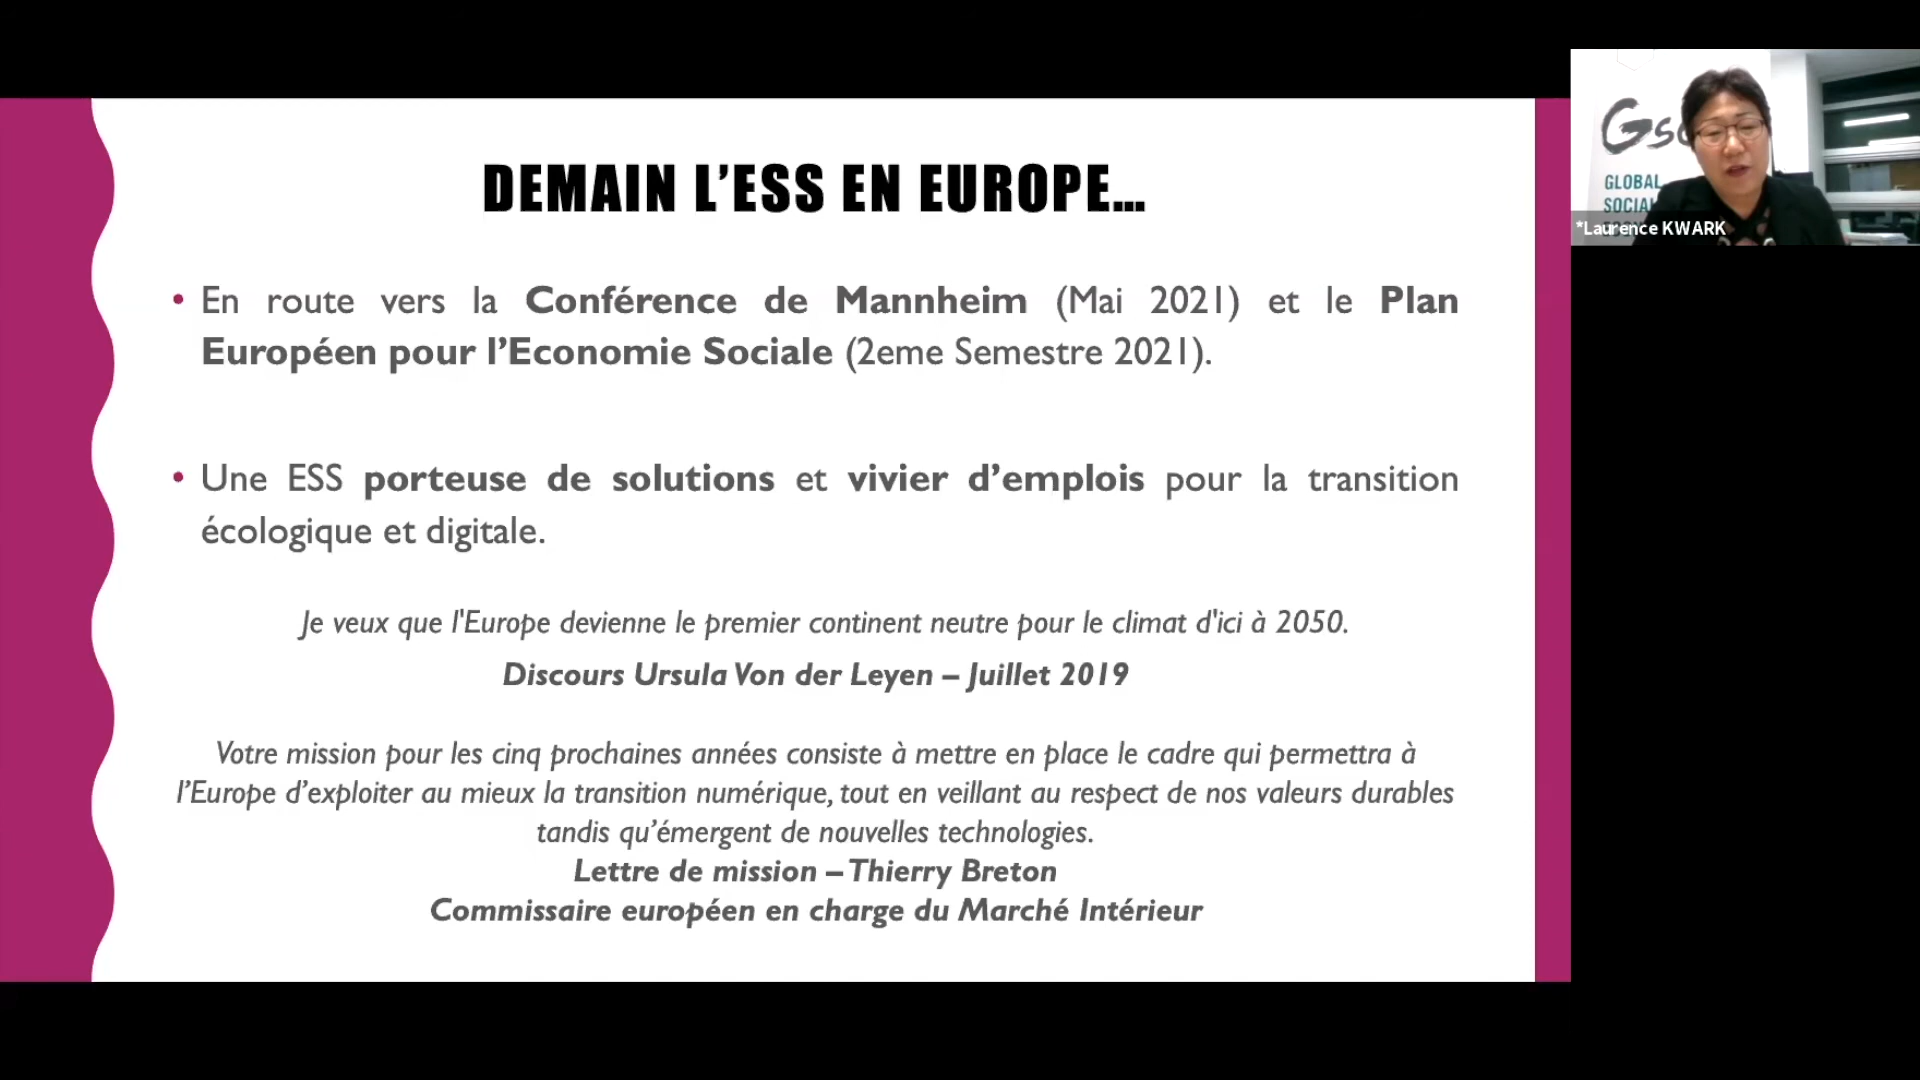 DEMAIN L’ESS EN EUROPE…
• En route vers la Conférence de Mannheim (Mai 2021) et le Plan
Européen pour l’Economie Sociale (2eme Semestre 2021).
• Une ESS porteuse de solutions et vivier d’emplois pour la transition
écologique et digitale.
Je veux que l'Europe devienne le premier continent neutre pour le climat d'ici à 2050.
Discours Ursula Von der Leyen – Juillet 2019
Votre mission pour les cinq prochaines années consiste à mettre en place le cadre qui permettra à
l’Europe d’exploiter au mieux la transition numérique, tout en veillant au respect de nos valeurs durables
tandis qu’émergent de nouvelles technologies.
Lettre de mission – Thierry Breton
Commissaire européen en charge du Marché Intérieur
GLOBAL
SOCIAL
*Laurence KWARK